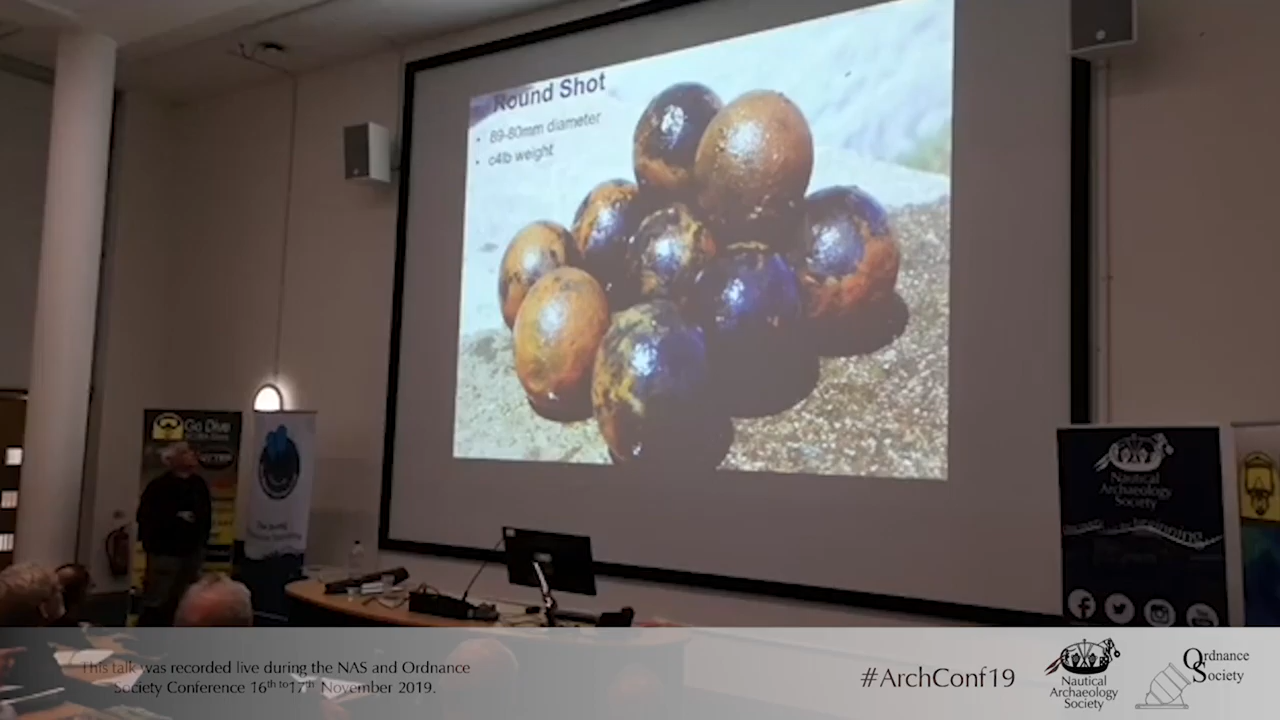 Round Shot
• 89-80mm diameter
• c4lb weight
Go Dive
Nautical
Archaeology
Society
This talk was recorded live during the NAS and Ordnance
Society Conference 16th to 17th November 2019.
#ArchConf19
Nautical
Archaeology
Society
Ordnance
Society